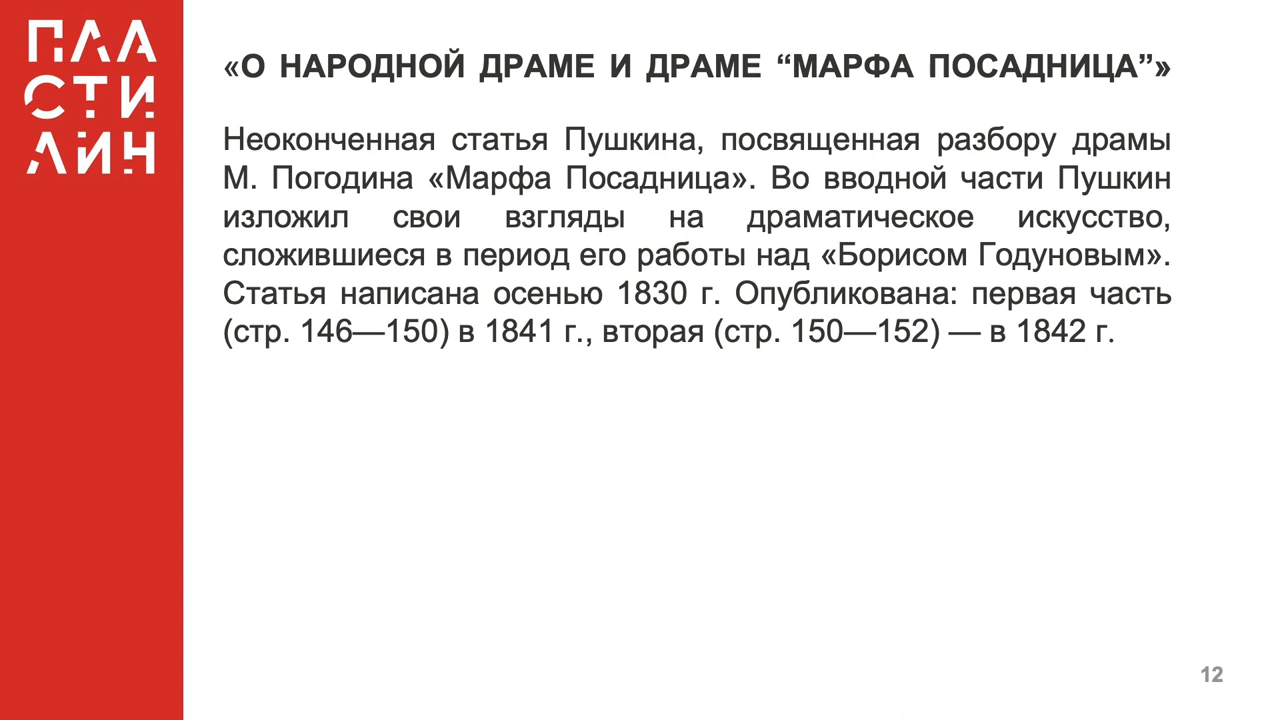 ПЛА
СТИ
ЛИН
«О НАРОДНОЙ ДРАМЕ И ДРАМЕ “МАРФА ПОСАДНИЦА”»
Неоконченная статья Пушкина, посвященная разбору драмы
М. Погодина «Марфа Посадница». Во вводной части Пушкин
изложил свои взгляды на драматическое искусство,
сложившиеся в период его работы над «Борисом Годуновым».
Статья написана осенью 1830 г. Опубликована: первая часть
(стр. 146—150) в 1841 г., вторая (стр. 150—152) — в 1842 г.
12